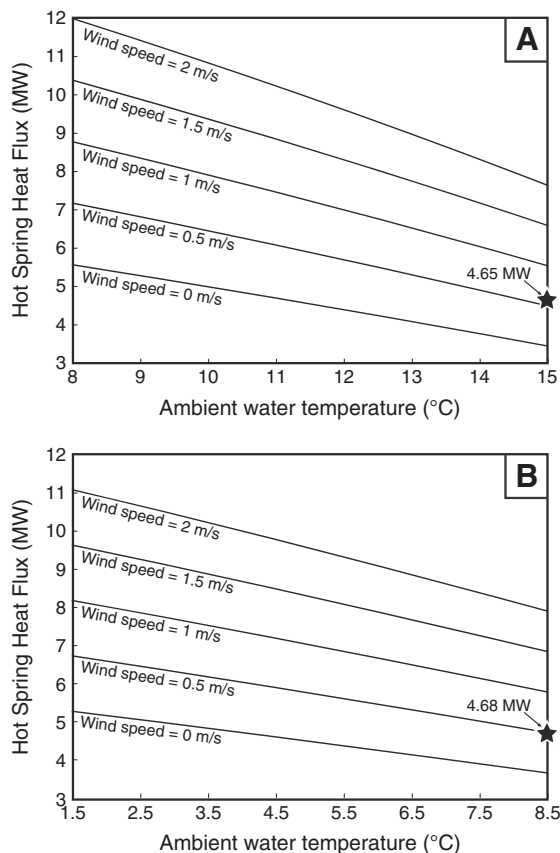 A
Hot Spring Heat Flux (MW)
12
11
10
9
8
7
6
5
4
3
Wind speed = 2 m/s
Wind speed = 1.5 m/s
Wind speed = 1 m/s
Wind speed = 0.5 m/s
Wind speed = 0 m/s
4.65 MW
8 9 10 11 12 13 14 15
Ambient water temperature (°C)
B
Hot Spring Heat Flux (MW)
12
11
10
9
8
7
6
5
4
3
Wind speed = 2 m/s
Wind speed = 1.5 m/s
Wind speed = 1 m/s
Wind speed = 0.5 m/s
Wind speed = 0 m/s
4.68 MW
1.5 2.5 3.5 4.5 5.5 6.5 7.5 8.5
Ambient water temperature (°C)